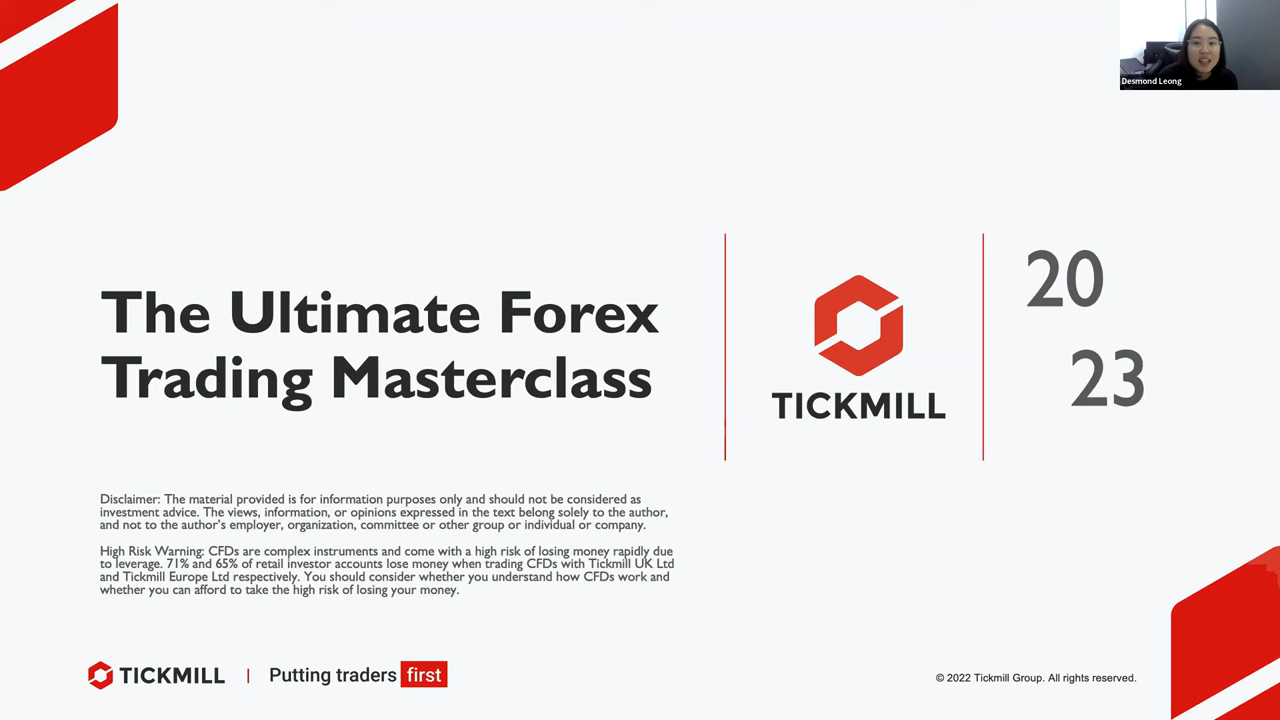 Desmond Leong
The Ultimate Forex
Trading Masterclass
TICKMILL
20
23
Disclaimer: The material provided is for information purposes only and should not be considered as
investment advice. The views, information, or opinions expressed in the text belong solely to the author,
and not to the author's employer, organization, committee or other group or individual or company.
High Risk Warning: CFDs are complex instruments and come with a high risk of losing money rapidly due
to leverage. 71% and 65% of retail investor accounts lose money when trading CFDs with Tickmill UK Ltd
and Tickmill Europe Ltd respectively. You should consider whether you understand how CFDs work and
whether you can afford to take the high risk of losing your money.
TICKMILL | Putting traders first
© 2022 Tickmill Group. All rights reserved.